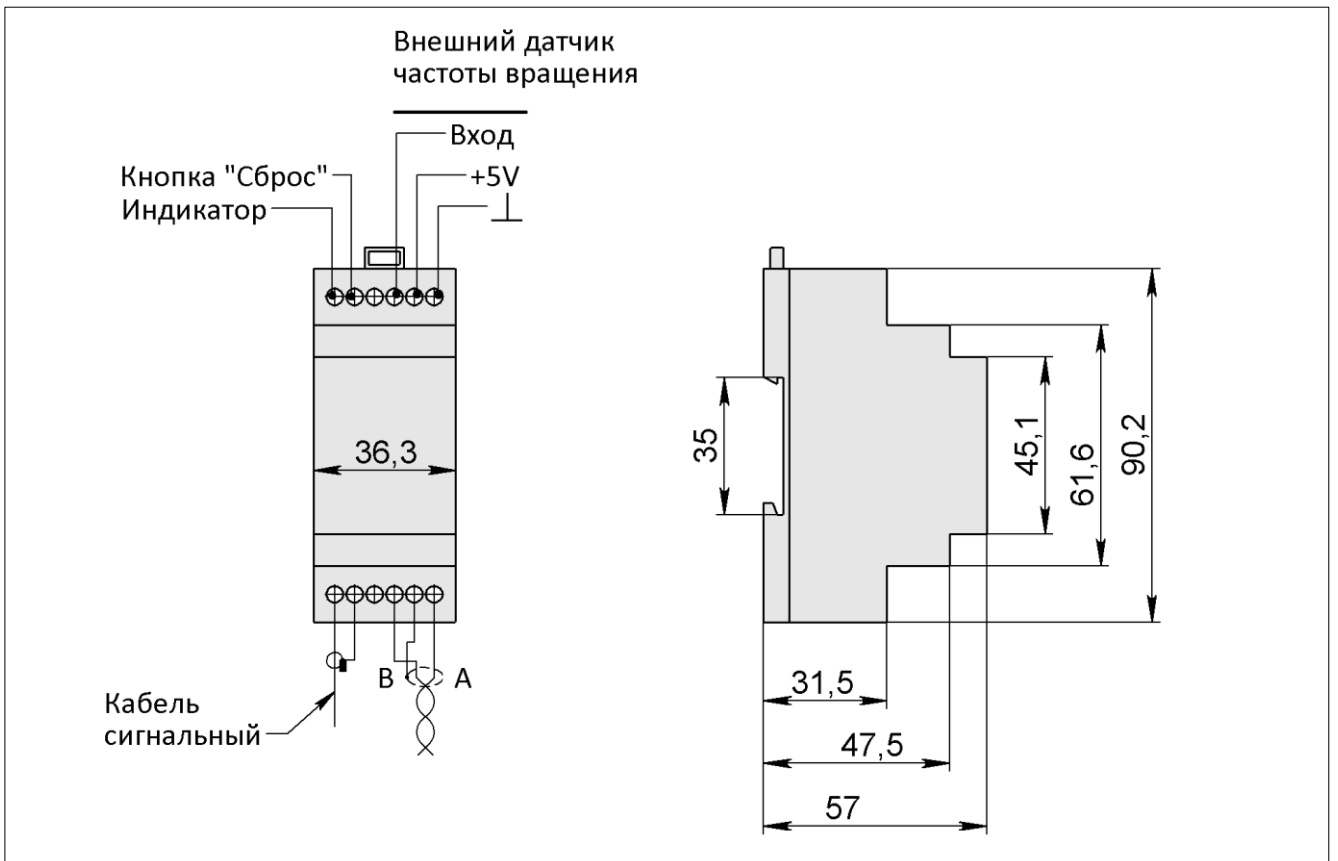 Внешний датчик
частоты вращения
Вход
Кнопка "Сброс"
+5V
Индикатор
36,3
35
45,1
61,6
90,2
B
A
Кабель
сигнальный
31,5
47,5
57